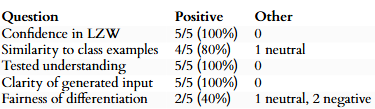 Question Positive Other
Confidence in LZW 5/5 (100%) 0
Similarity to class examples 4/5 (80%) 1 neutral
Tested understanding 5/5 (100%) 0
Clarity of generated input 5/5 (100%) 0
Fairness of differentiation 2/5 (40%) 1 neutral, 2 negative